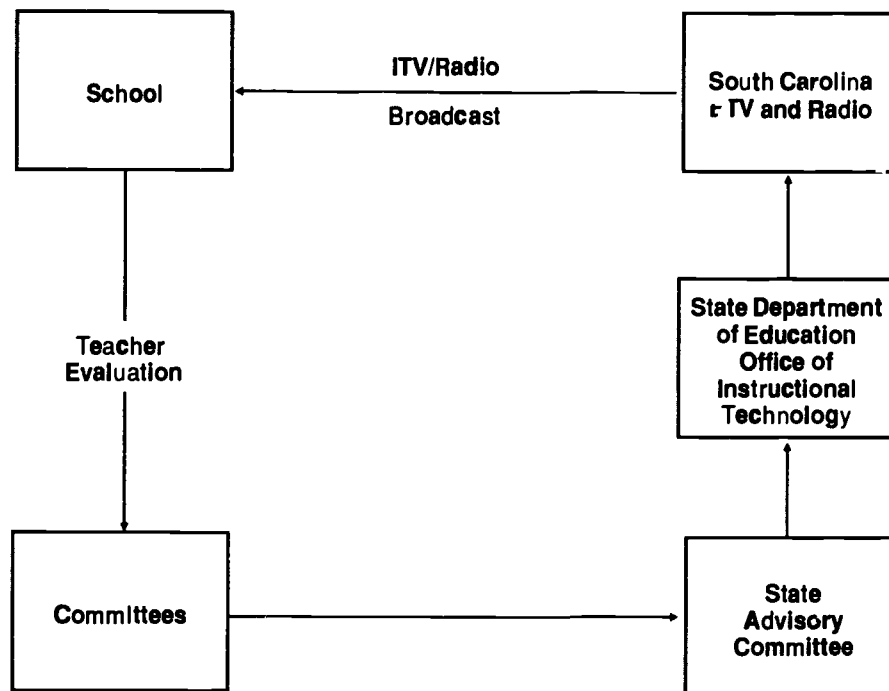 School
ITV/Radio
Broadcast
South Carolina
TV and Radio
State Department
of Education
Office of
Instructional
Technology
Teacher
Evaluation
Committees
State
Advisory
Committee